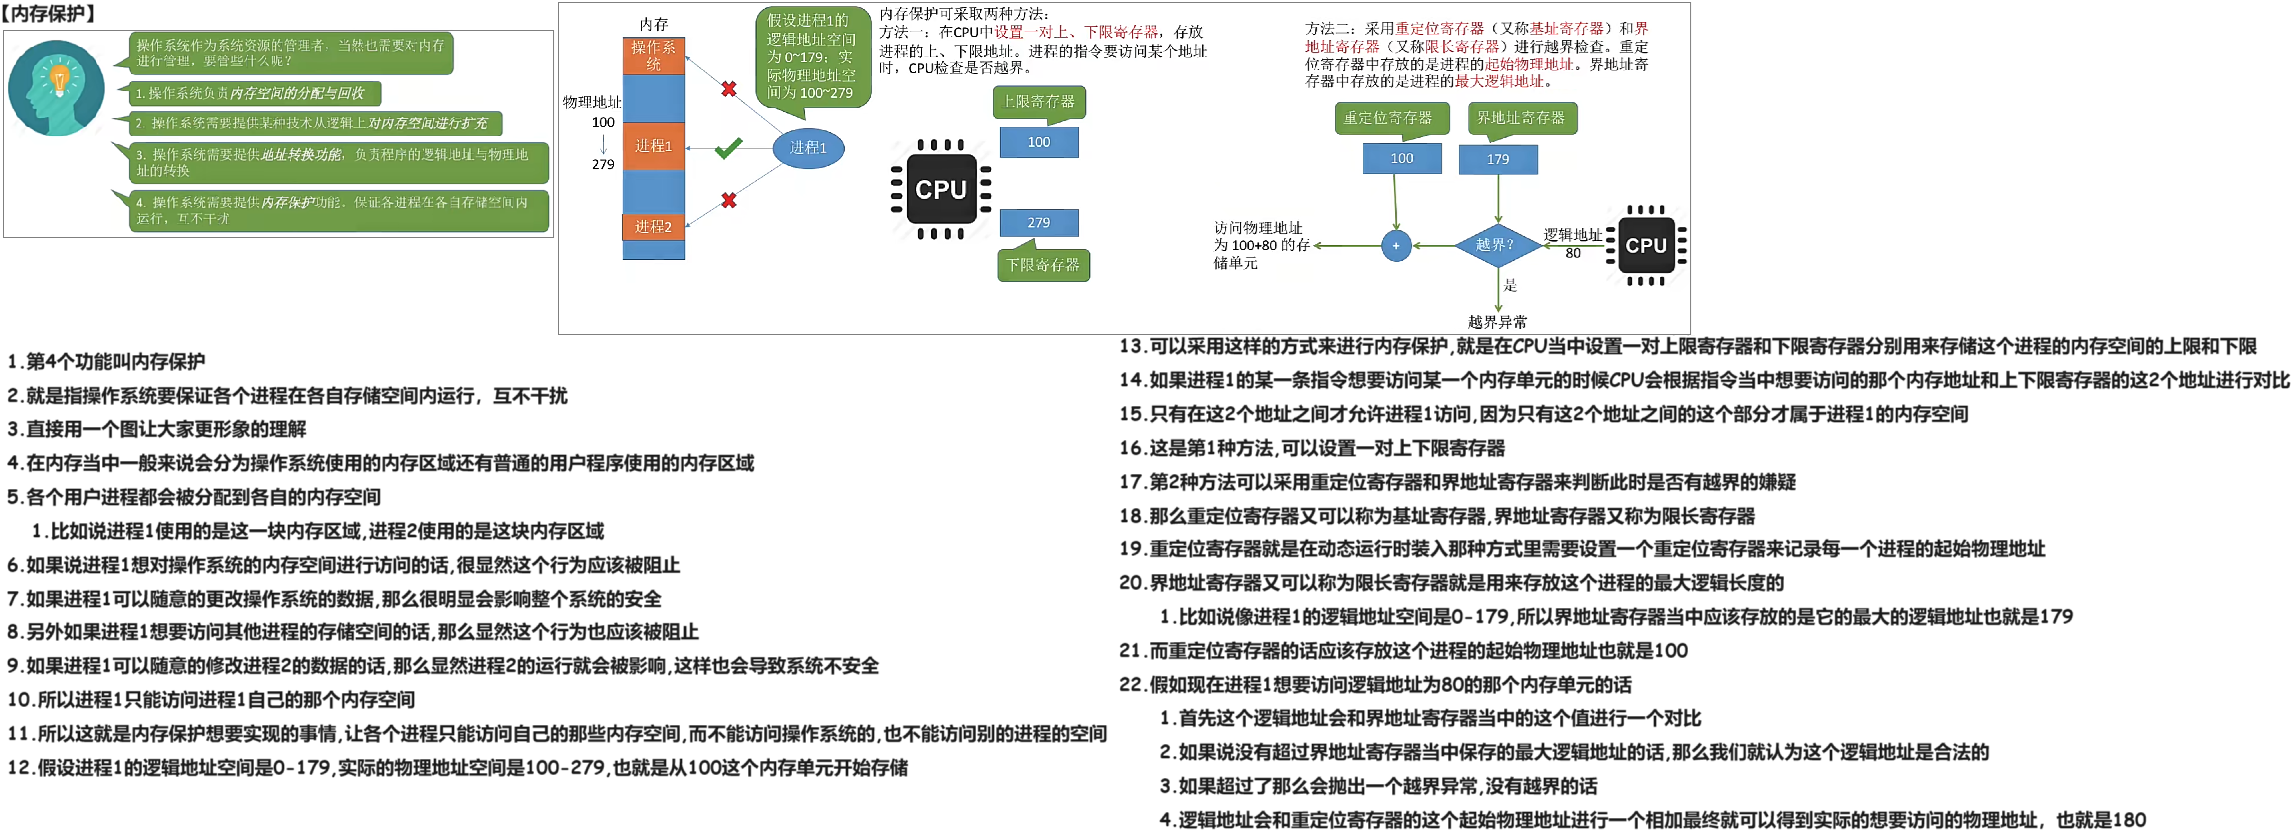 【内存保护】
操作系统作为系统资源的管理者，当然也需要对内存
进行管理，要管些什么呢？
1. 操作系统负责内存空间的分配与回收
2. 操作系统需要提供某种技术从逻辑上对内存空间进行扩充
3. 操作系统需要提供地址转换功能，负责程序的逻辑地址与物理地
址的转换
4. 操作系统需要提供内存保护功能。保证各进程在各自存储空间内
运行，互不干扰
内存
操作系
统
物理地址
100
279
进程1
进程2
假设进程1的
逻辑地址空间
为 0~179；实
际物理地址空
间为 100~279
进程1
内存保护可采取两种方法：
方法一：在CPU中设置一对上、下限寄存器，存放
进程的上、下限地址。进程的指令要访问某个地址
时，CPU检查是否越界。
上限寄存器
100
CPU
279
下限寄存器
方法二：采用重定位寄存器（又称基址寄存器）和界
地址寄存器（又称限长寄存器）进行越界检查。重定
位寄存器中存放的是进程的起始物理地址。界地址寄
存器中存放的是进程的最大逻辑地址。
重定位寄存器
界地址寄存器
100
179
访问物理地址
为 100+80 的存
储单元
+
越界？
逻辑地址
80
CPU
是
越界异常
1.第4个功能叫内存保护
2.就是指操作系统要保证各个进程在各自存储空间内运行，互不干扰
3.直接用一个图让大家更形象的理解
4.在内存当中一般来说会分为操作系统使用的内存区域还有普通的用户程序使用的内存区域
5.各个用户进程都会被分配到各自的内存空间
1.比如说进程1使用的是这一块内存区域,进程2使用的是这块内存区域
6.如果说进程1想对操作系统的内存空间进行访问的话,很显然这个行为应该被阻止
7.如果进程1可以随意的更改操作系统的数据,那么很明显会影响整个系统的安全
8.另外如果进程1想要访问其他进程的存储空间的话,那么显然这个行为也应该被阻止
9.如果进程1可以随意的修改进程2的数据的话,那么显然进程2的运行就会被影响,这样也会导致系统不安全
10.所以进程1只能访问进程1自己的那个内存空间
11.所以这就是内存保护想要实现的事情,让各个进程只能访问自己的那些内存空间,而不能访问操作系统的,也不能访问别的进程的空间
12.假设进程1的逻辑地址空间是0-179,实际的物理地址空间是100-279,也就是从100这个内存单元开始存储
13.可以采用这样的方式来进行内存保护,就是在CPU当中设置一对上限寄存器和下限寄存器分别用来存储这个进程的内存空间的上限和下限
14.如果进程1的某一条指令想要访问某一个内存单元的时候CPU会根据指令当中想要访问的那个内存地址和上下限寄存器的这2个地址进行对比
15.只有在这2个地址之间才允许进程1访问,因为只有这2个地址之间的这个部分才属于进程1的内存空间
16.这是第1种方法,可以设置一对上下限寄存器
17.第2种方法可以采用重定位寄存器和界地址寄存器来判断此时是否有越界的嫌疑
18.那么重定位寄存器又可以称为基址寄存器,界地址寄存器又称为限长寄存器
19.重定位寄存器就是在动态运行时装入那种方式里需要设置一个重定位寄存器来记录每一个进程的起始物理地址
20.界地址寄存器又可以称为限长寄存器就是用来存放这个进程的最大逻辑长度的
1.比如说像进程1的逻辑地址空间是0-179,所以界地址寄存器当中应该存放的是它的最大的逻辑地址也就是179
21.而重定位寄存器的话应该存放这个进程的起始物理地址也就是100
22.假如现在进程1想要访问逻辑地址为80的那个内存单元的话
1.首先这个逻辑地址会和界地址寄存器当中的这个值进行一个对比
2.如果说没有超过界地址寄存器当中保存的最大逻辑地址的话,那么我们就认为这个逻辑地址是合法的
3.如果超过了那么会抛出一个越界异常,没有越界的话
4.逻辑地址会和重定位寄存器的这个起始物理地址进行一个相加最终就可以得到实际的想要访问的物理地址，也就是180